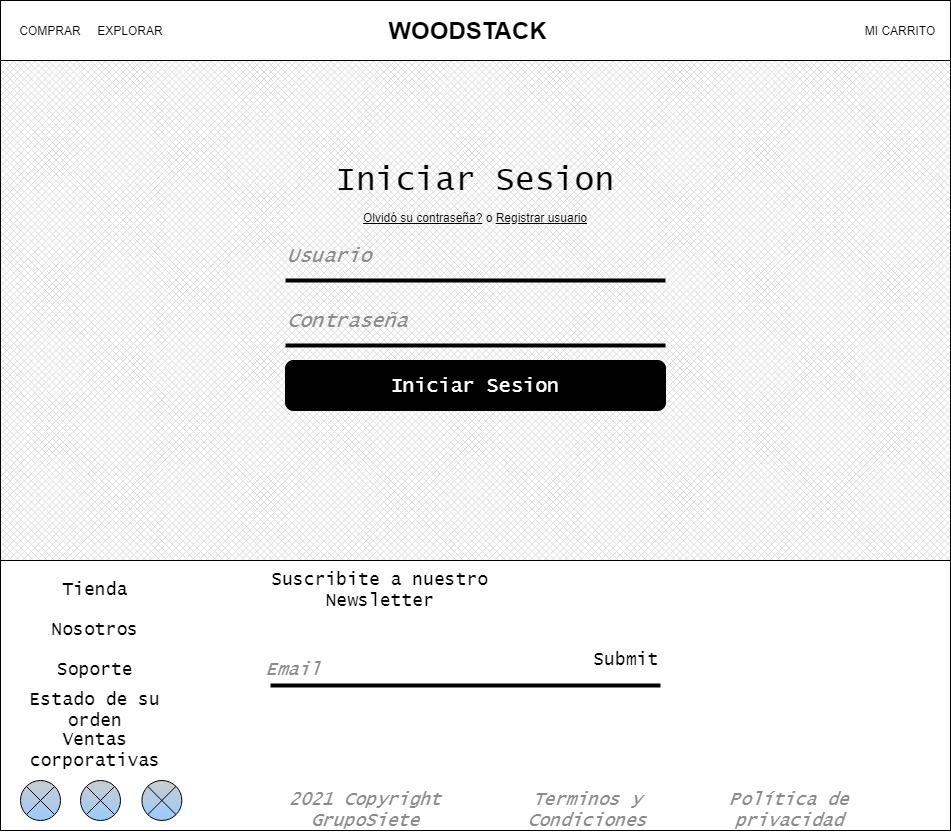 COMPRAR EXPLORAR WOODSTACK MI CARRITO
Iniciar Sesion
Olvidó su contraseña? o Registrar usuario
Usuario
Contraseña
Iniciar Sesion
Tienda
Nosotros
Soporte
Estado de su
orden
Ventas
corporativas
Suscribite a nuestro
Newsletter
Email
Submit
2021 Copyright
GrupoSiete
Terminos y
Condiciones
Política de
privacidad